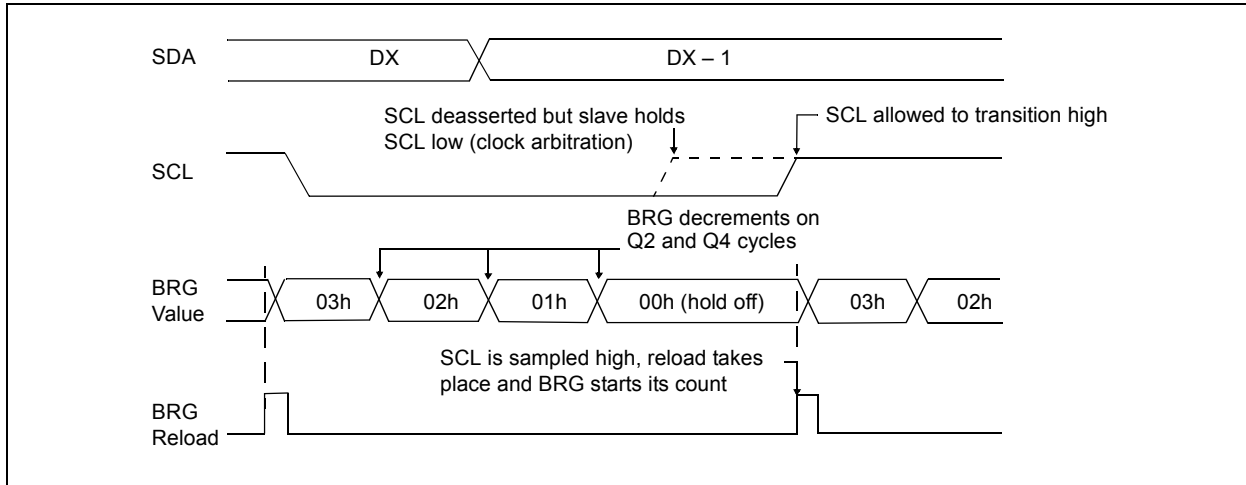 SDA
DX
DX – 1
SCL deasserted but slave holds
SCL low (clock arbitration)
SCL allowed to transition high
SCL
BRG decrements on
Q2 and Q4 cycles
BRG
Value
03h
02h
01h
00h (hold off)
03h
02h
SCL is sampled high, reload takes
place and BRG starts its count
BRG
Reload